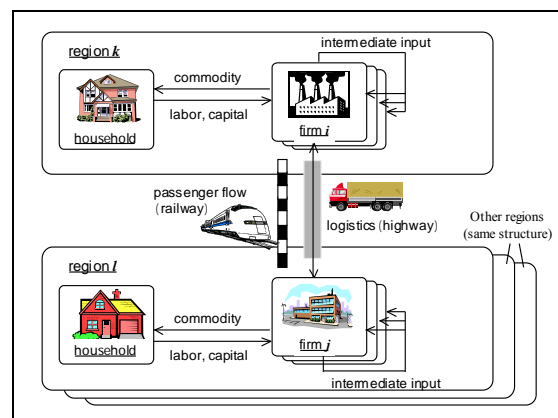 region k
intermediate input
commodity
labor, capital
household
firm i
passenger flow
(railway)
logistics (highway)
Other regions
(same structure)
region l
commodity
labor, capital
household
firm j
intermediate input